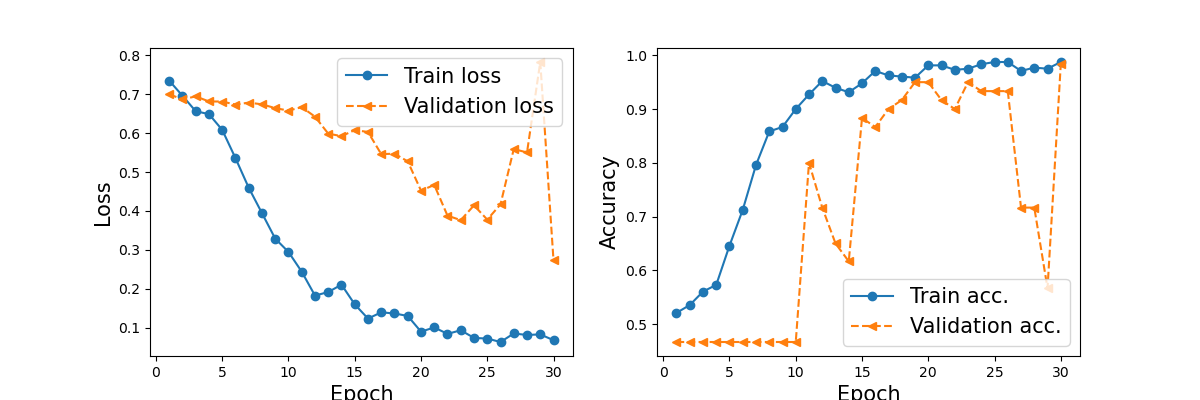 0.8
0.7
0.6
0.5
0.4
0.3
0.2
0.1
Loss
0 5 10 15 20 25 30
Epoch
Train loss
Validation loss
1.0
0.9
0.8
0.7
0.6
0.5
Accuracy
0 5 10 15 20 25 30
Epoch
Train acc.
Validation acc.